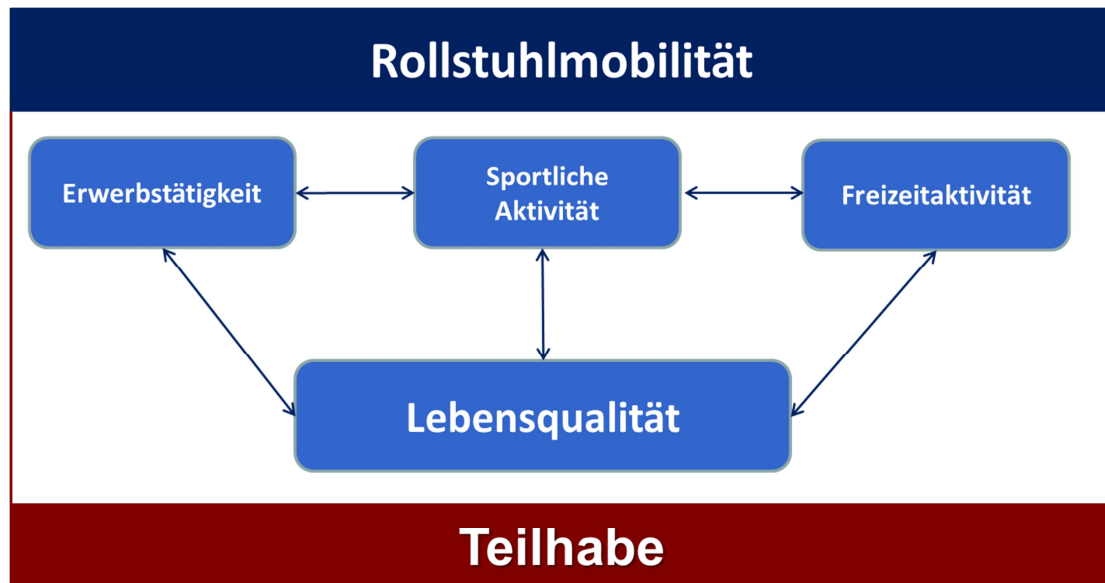 Rollstuhlmobilität
Erwerbstätigkeit
Sportliche
Aktivität
Freizeitaktivität
Lebensqualität
Teilhabe